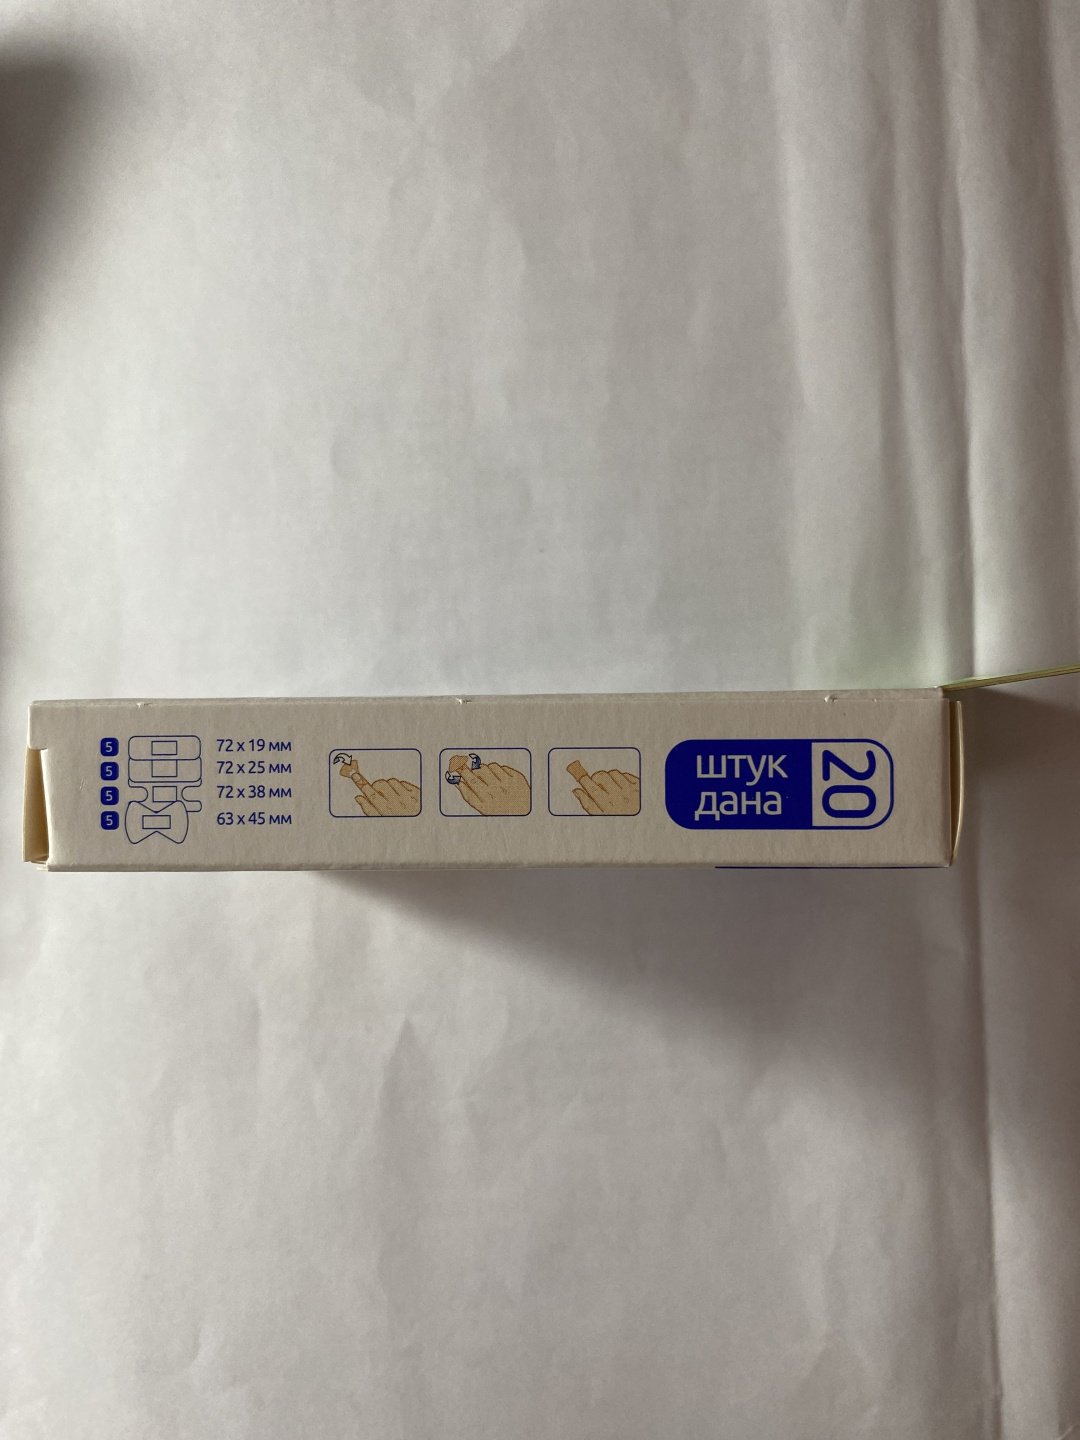 5 72 x 19 мм
5 72 x 25 мм
5 72 x 38 мм
5 63 x 45 мм
штук
дана
20